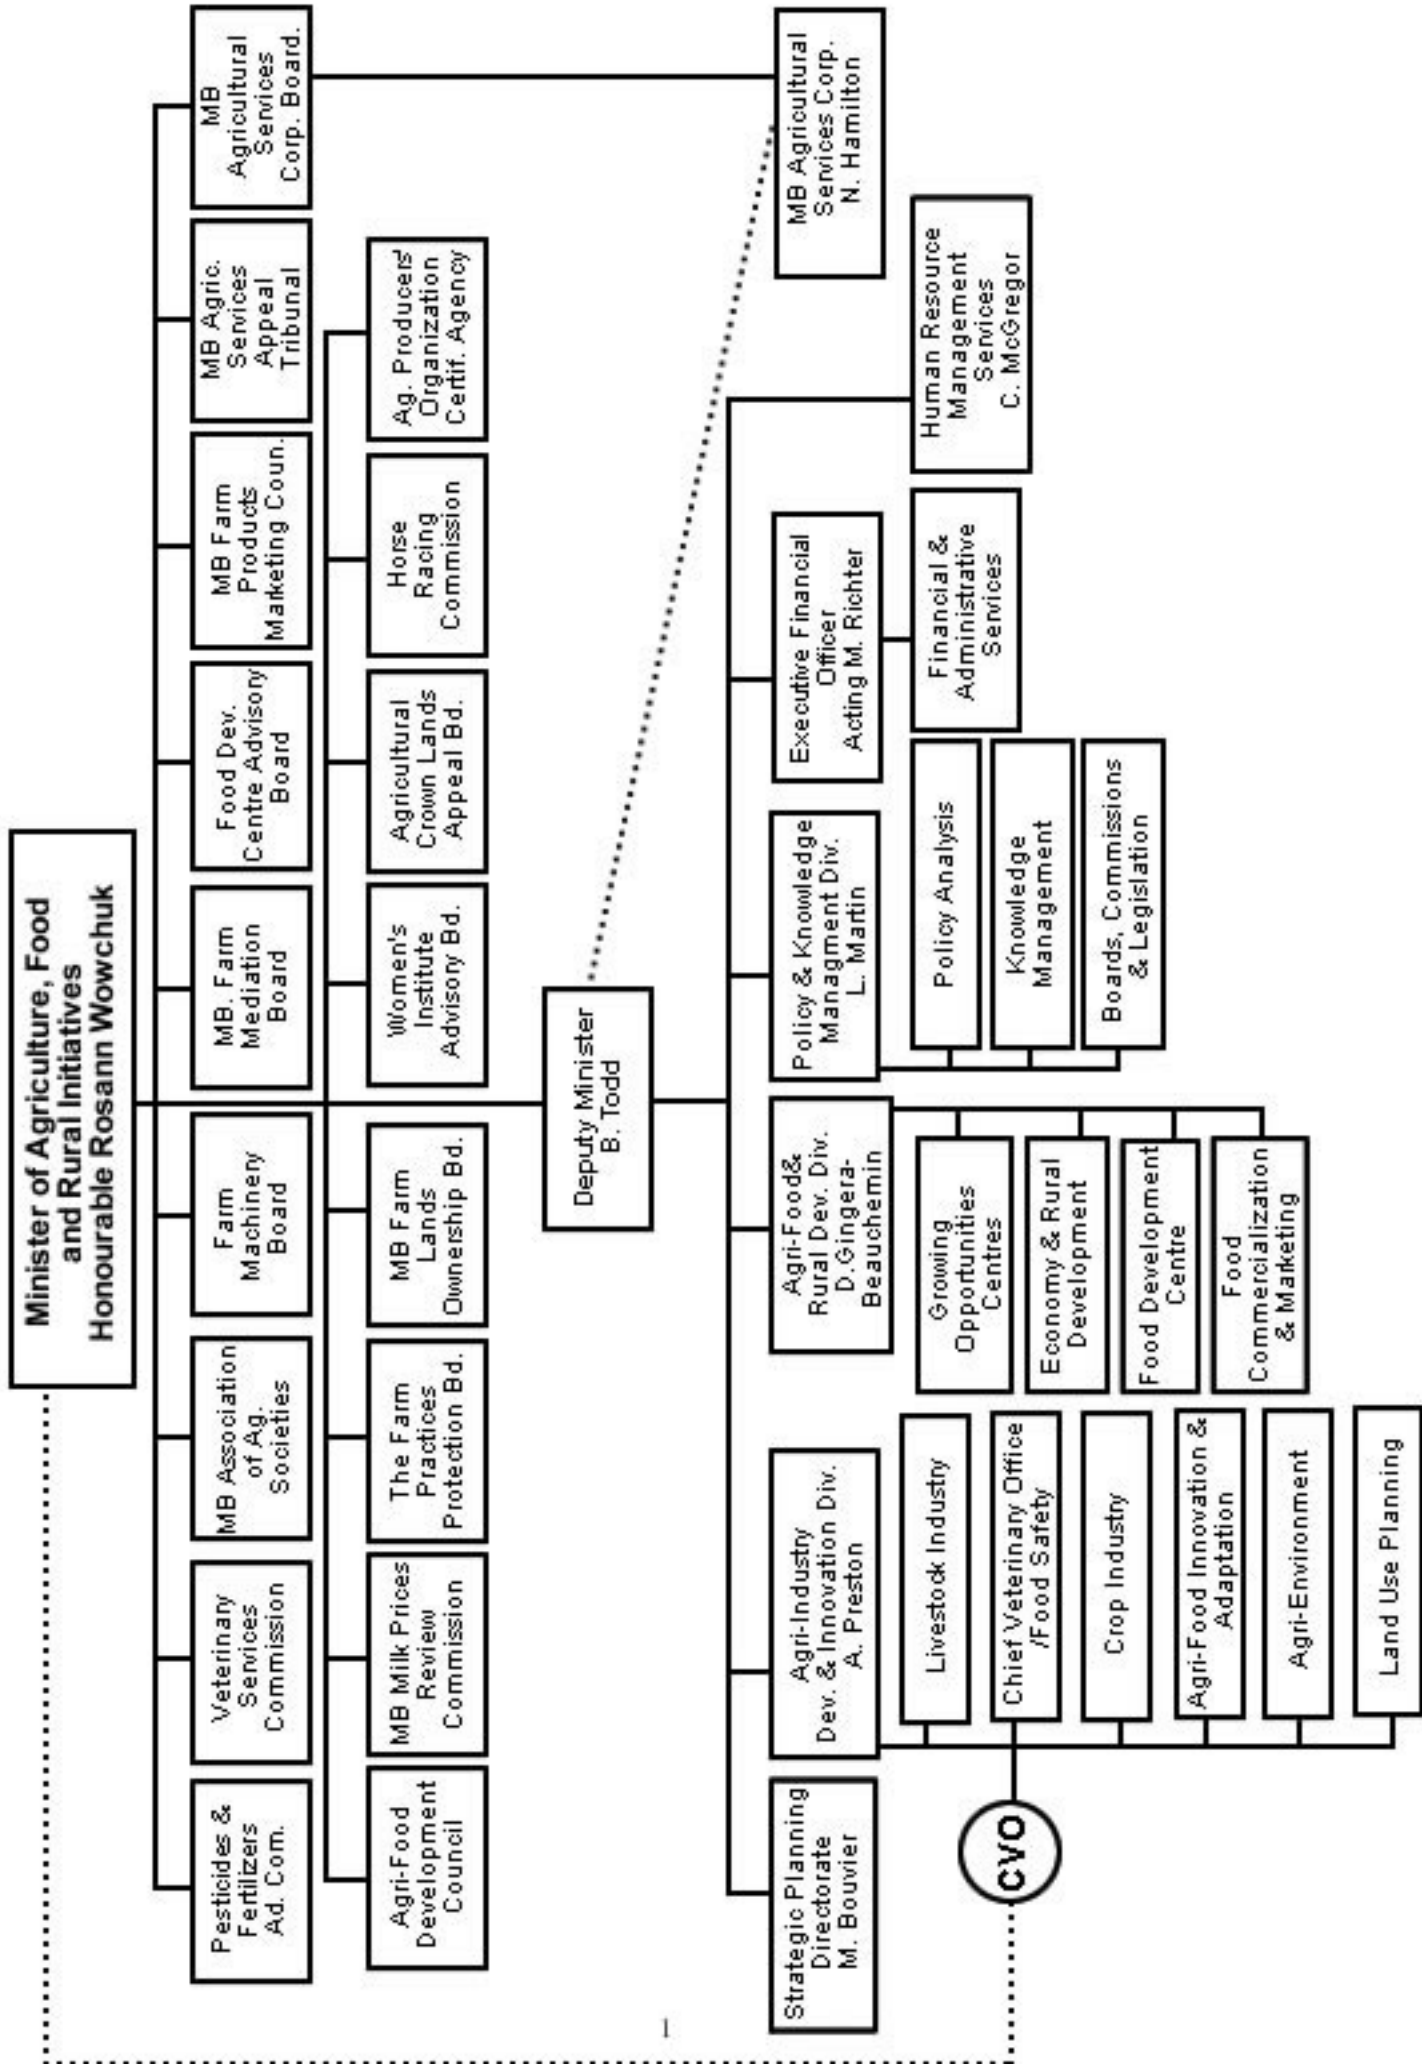 Minister of Agriculture, Food
and Rural Initiatives
Honourable Rosann Wowchuk
Pesticides &
Fertilizers
Ad. Com.
Veterinary
Services
Commission
MB Association
of Ag.
Societies
Farm
Machinery
Board
MB. Farm
Mediation
Board
Food Dev.
Centre Advisory
Board
MB Farm
Products
Marketing Coun.
MB Agric.
Services
Appeal
Tribunal
MB
Agricultural
Services
Corp. Board.
Agri-Food
Development
Council
MB Milk Prices
Review
Commission
The Farm
Practices
Protection Bd.
MB Farm
Lands
Ownership Bd.
Women's
Institute
Advisory Bd.
Agricultural
Crown Lands
Appeal Bd.
Horse
Racing
Commission
Ag. Producers'
Organization
Certif. Agency
Deputy Minister
B. Todd
Strategic Planning
Directorate
M. Bouvier
Agri-Industry
Dev. & Innovation Div.
A. Preston
Agri-Food&
Rural Dev. Div.
D.Gingera-
Beauchemin
Policy & Knowledge
Managment Div.
L. Martin
Executive Financial
Officer
Acting M. Richter
MB Agricultural
Services Corp.
N. Hamilton
Human Resource
Management
Services
C. McGregor
Livestock Industry
Chief Veterinary Office
/Food Safety
Crop Industry
Agri-Food Innovation &
Adaptation
Agri-Environment
Land Use Planning
CVO
Growing
Opportunities
Centres
Economy & Rural
Development
Food Development
Centre
Food
Commercialization
& Marketing
Policy Analysis
Knowledge
Management
Boards, Commissions
& Legislation
Financial &
Administrative
Services
1